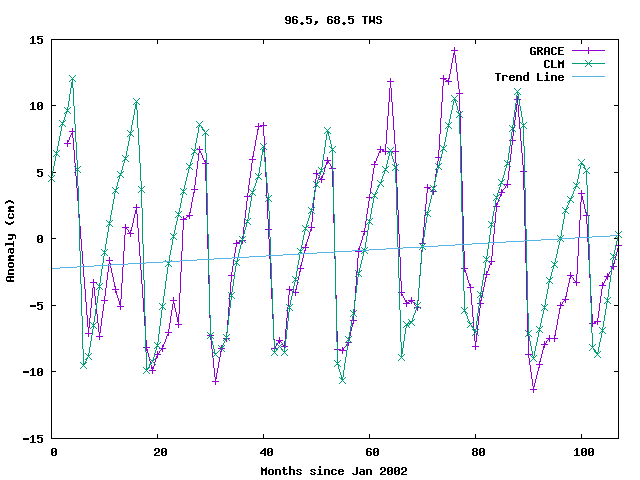 96.5, 68.5 TWS
GRACE
CLM
Trend Line
Anomaly (cm)
15
10
5
0
-5
-10
-15
0 20 40 60 80 100
Months since Jan 2002